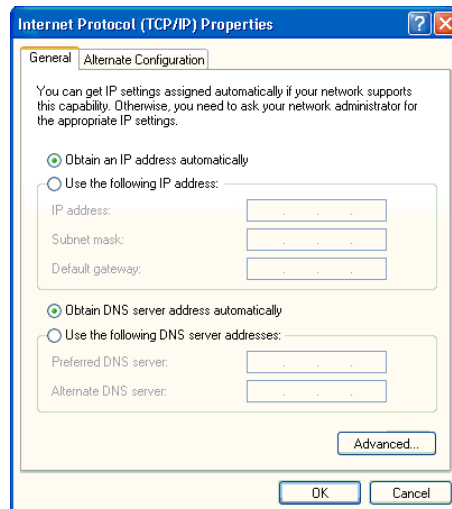 Internet Protocol (TCP/IP) Properties
General
Alternate Configuration
You can get IP settings assigned automatically if your network supports
this capability. Otherwise, you need to ask your network administrator for
the appropriate IP settings.
Obtain an IP address automatically
Use the following IP address:
IP address:
Subnet mask:
Default gateway:
Obtain DNS server address automatically
Use the following DNS server addresses:
Preferred DNS server:
Alternate DNS server:
Advanced...
OK
Cancel